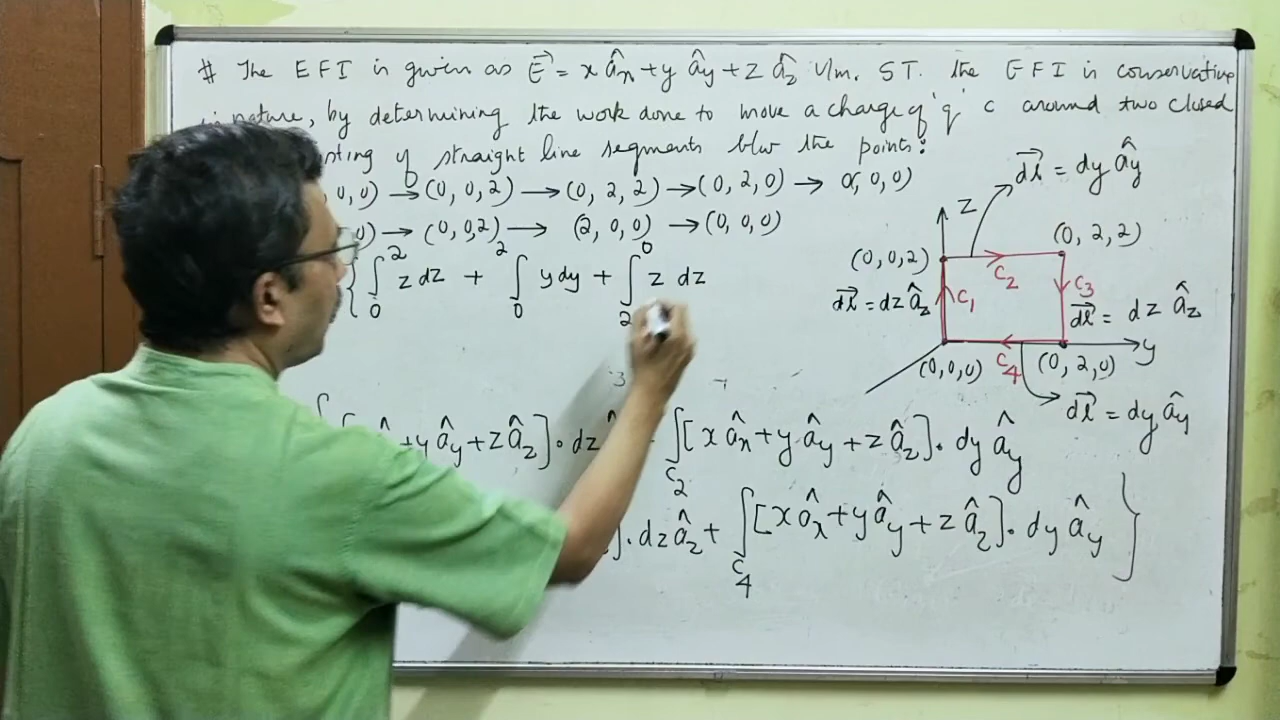 # The EFI is given as E⃗ = x âx + y ây + z âz V/m. ST. the EFI is conservative
nature, by determining the work done to move a charge of 'q' c around two closed
sting of straight line segments b/w the points:
0, 0) → (0, 0, 2) → (0, 2, 2) → (0, 2, 0) → 0, 0, 0)
0) → (0, 0, 2) → (2, 0, 0) → (0, 0, 0)
{ ∫₀² z dz + ∫₀² y dy + ∫₂⁰ z dz
+ y ây + z âz] · dz + ∫C2 [x âx + y ây + z âz] · dy ây
] · dz âz + ∫C4 [x âx + y ây + z âz] · dy ây }
dl⃗ = dy ây
z
(0, 0, 2)
(0, 2, 2)
C2
dl⃗ = dz âz
C1
C3
dl⃗ = dz âz
y
(0, 0, 0)
C4
(0, 2, 0)
dl⃗ = dy ây